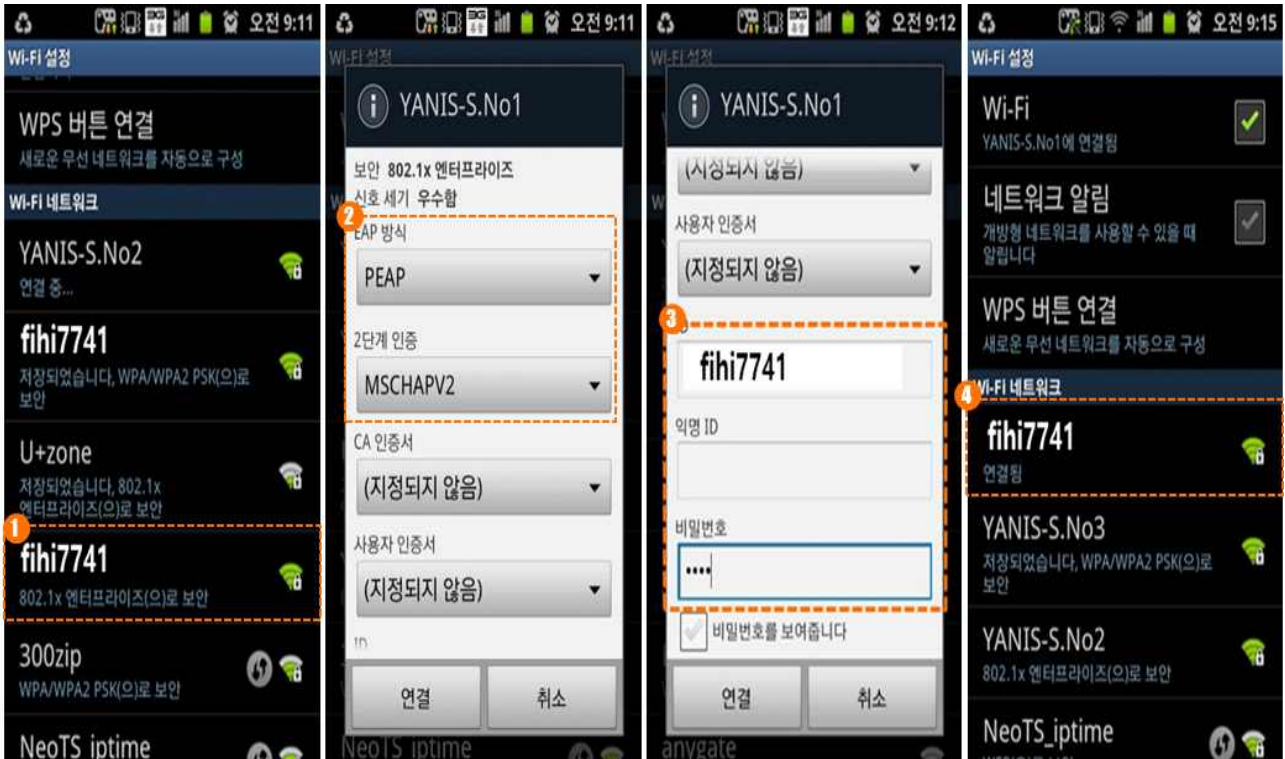 오전 9:11
Wi-Fi 설정
WPS 버튼 연결
새로운 무선 네트워크를 자동으로 구성
Wi-Fi 네트워크
YANIS-S.No2
연결 중...
fihi7741
저장되었습니다, WPA/WPA2 PSK(으)로
보안
U+zone
저장되었습니다, 802.1x
엔터프라이즈(으)로 보안
1
fihi7741
802.1x 엔터프라이즈(으)로 보안
300zip
WPA/WPA2 PSK(으)로 보안
NeoTS_iptime
오전 9:11
Wi-Fi 설정
YANIS-S.No1
보안 802.1x 엔터프라이즈
신호 세기 우수함
2
EAP 방식
PEAP
2단계 인증
MSCHAPV2
CA 인증서
(지정되지 않음)
사용자 인증서
(지정되지 않음)
ID
연결 취소
NeoTS_iptime
오전 9:12
Wi-Fi 설정
YANIS-S.No1
(지정되지 않음)
사용자 인증서
(지정되지 않음)
3
fihi7741
익명 ID
비밀번호
••••
비밀번호를 보여줍니다
연결 취소
anygate
오전 9:15
Wi-Fi 설정
Wi-Fi
YANIS-S.No1에 연결됨
네트워크 알림
개방형 네트워크를 사용할 수 있을 때
알립니다
WPS 버튼 연결
새로운 무선 네트워크를 자동으로 구성
Wi-Fi 네트워크
4
fihi7741
연결됨
YANIS-S.No3
저장되었습니다, WPA/WPA2 PSK(으)로
보안
YANIS-S.No2
802.1x 엔터프라이즈(으)로 보안
NeoTS_iptime